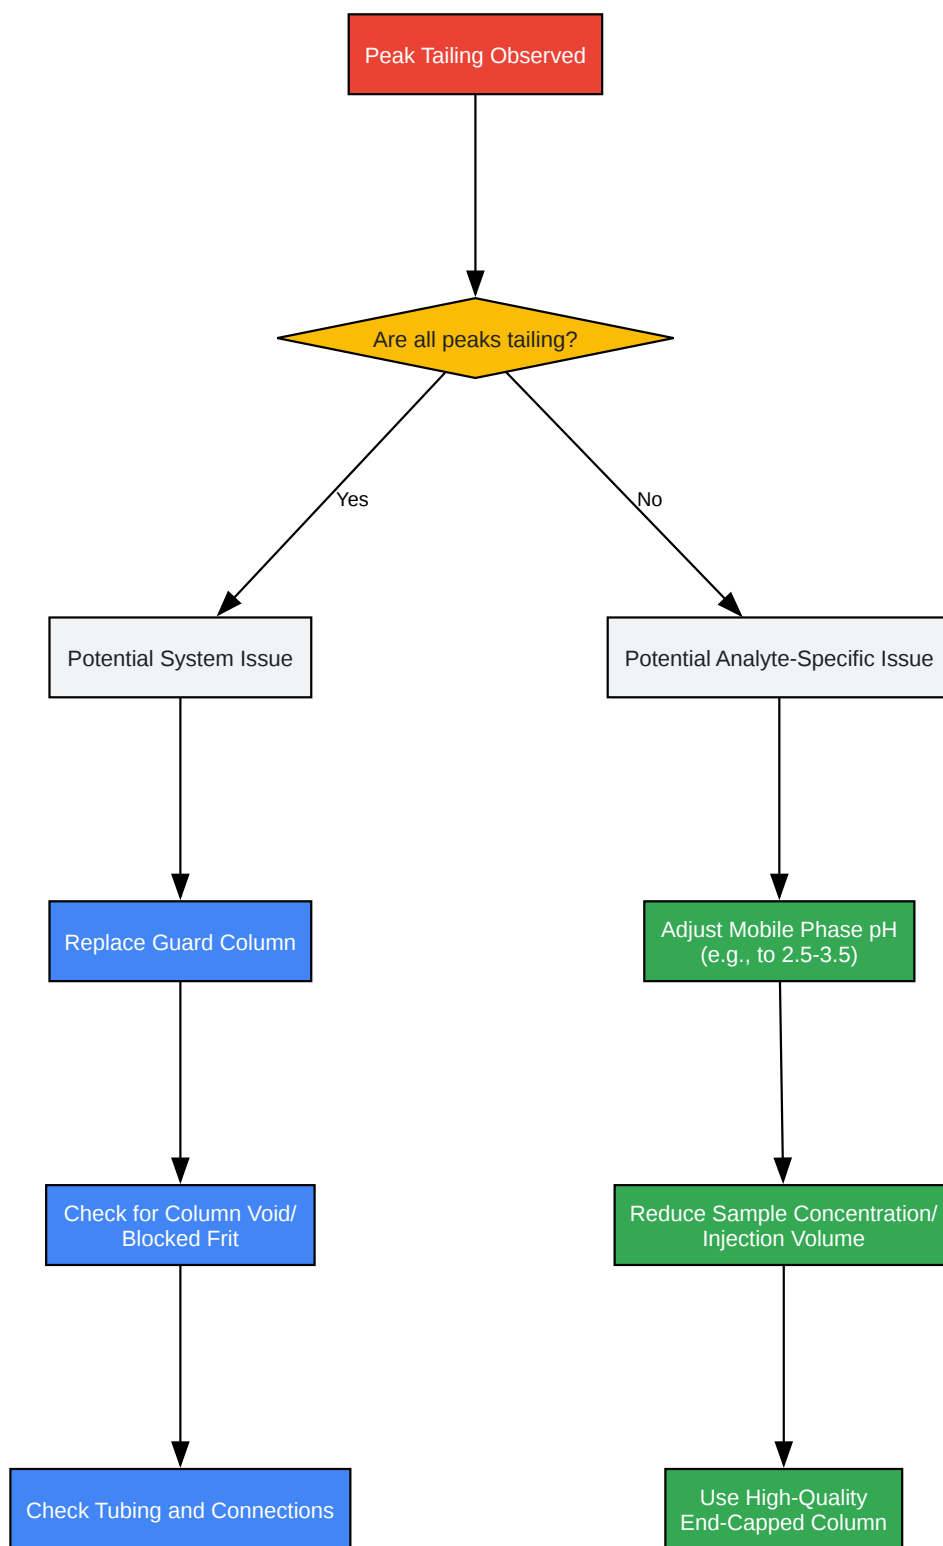 Peak Tailing Observed
Are all peaks tailing?
Yes
No
Potential System Issue
Potential Analyte-Specific Issue
Replace Guard Column
Adjust Mobile Phase pH
(e.g., to 2.5-3.5)
Check for Column Void/
Blocked Frit
Reduce Sample Concentration/
Injection Volume
Check Tubing and Connections
Use High-Quality
End-Capped Column